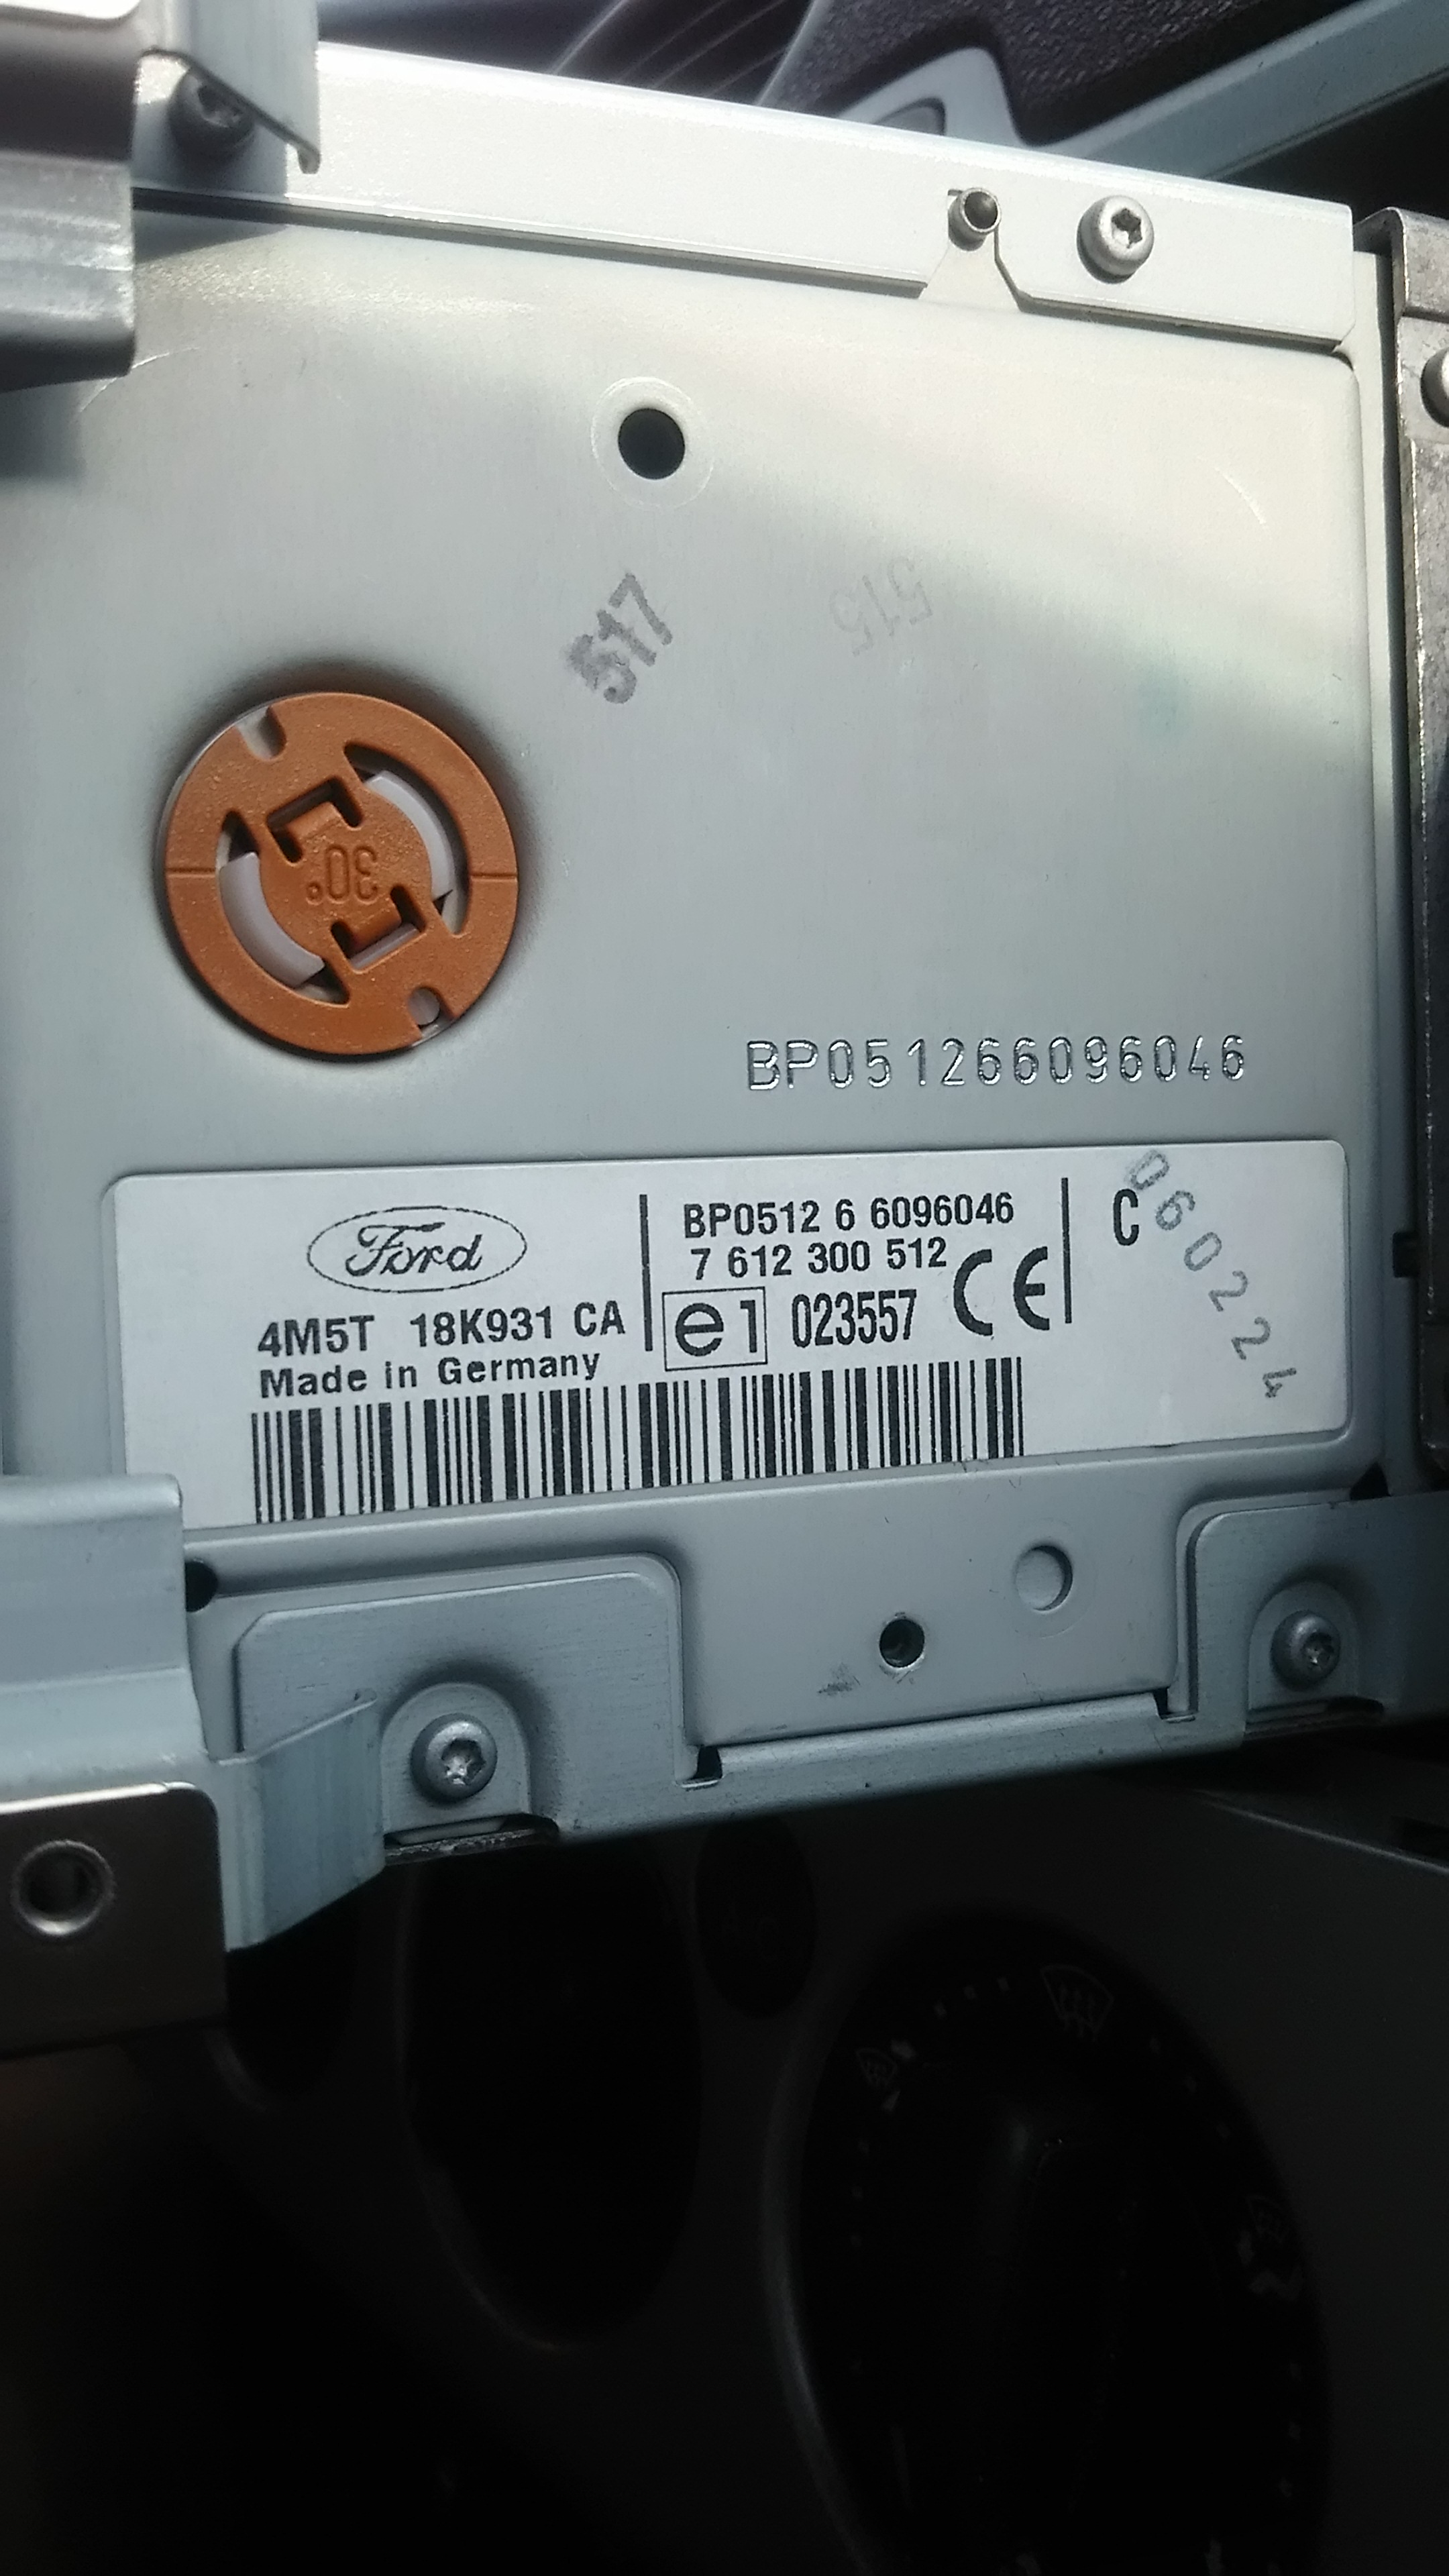 517
515
30°
BP051266096046
Ford
4M5T 18K931 CA
Made in Germany
BP0512 6 6096046
7 612 300 512
e1 023557 CE
C
060224